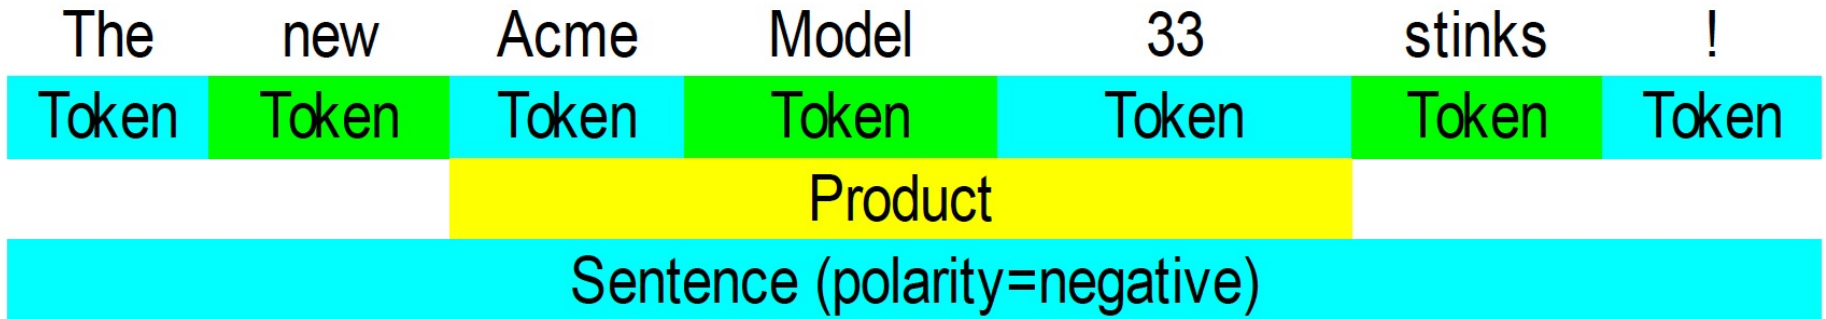 The new Acme Model 33 stinks !
Token Token Token Token Token Token Token
Product
Sentence (polarity=negative)